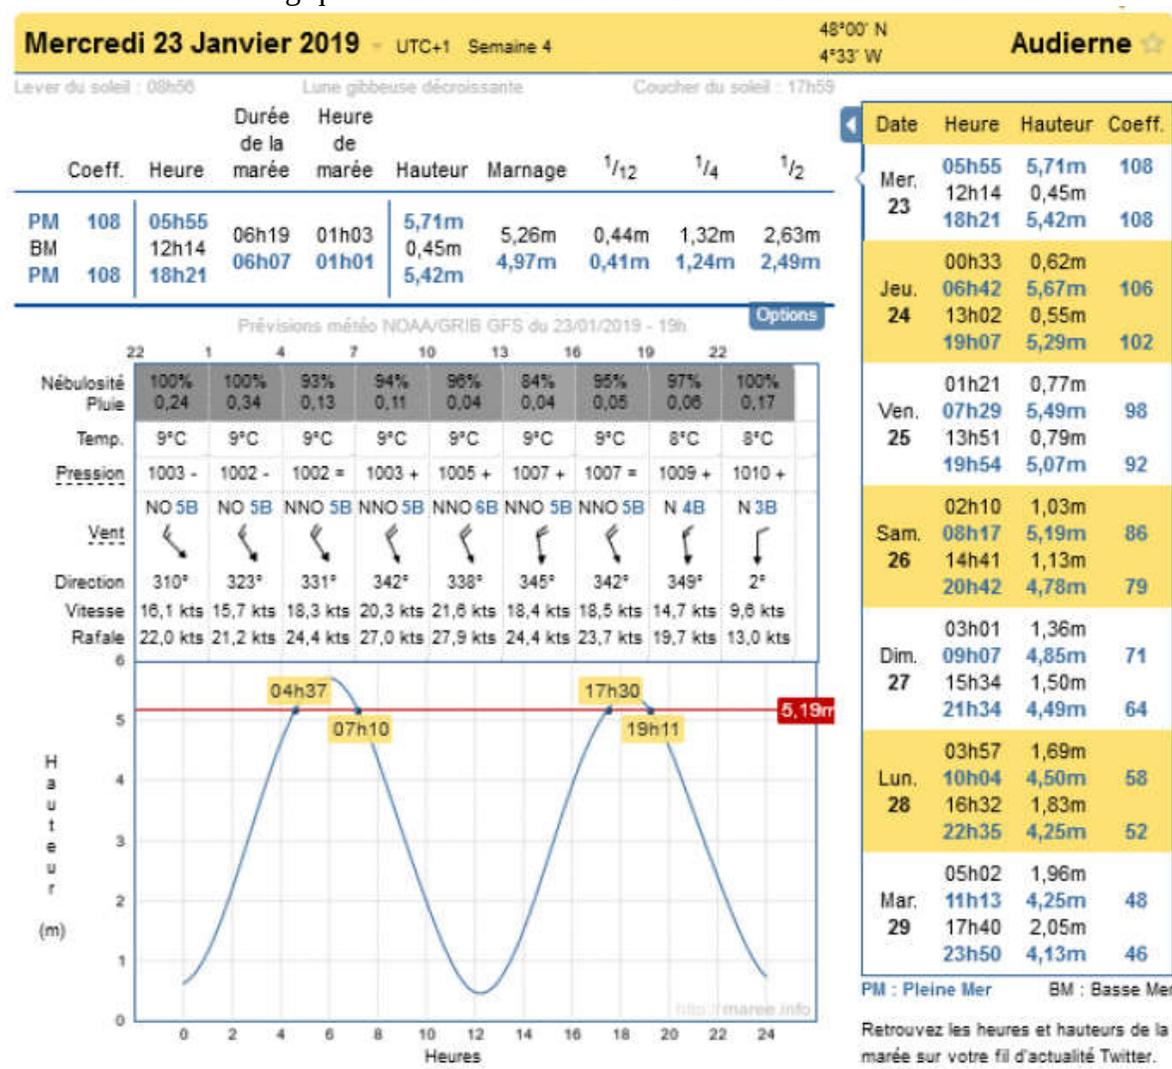 Mercredi 23 Janvier 2019 - UTC+1 Semaine 4
48°00' N
4°33' W
Audierne
Lever du soleil : 08h56 Lune gibbeuse décroissante Coucher du soleil : 17h59
Coeff. Heure Durée de la marée Heure de marée Hauteur Marnage 1/12 1/4 1/2
PM 108 05h55 5,71m
06h19 01h03 5,26m 0,44m 1,32m 2,63m
BM 12h14 0,45m
06h07 01h01 4,97m 0,41m 1,24m 2,49m
PM 108 18h21 5,42m
Options
Prévisions météo NOAA/GRIB GFS du 23/01/2019 - 19h
22 1 4 7 10 13 16 19 22
Nébulosité 100% 100% 93% 94% 96% 84% 95% 97% 100%
Pluie 0,24 0,34 0,13 0,11 0,04 0,04 0,05 0,06 0,17
Temp. 9°C 9°C 9°C 9°C 9°C 9°C 9°C 8°C 8°C
Pression 1003 - 1002 - 1002 = 1003 + 1005 + 1007 + 1007 = 1009 + 1010 +
NO 5B NO 5B NNO 5B NNO 5B NNO 6B NNO 5B NNO 5B N 4B N 3B
Vent
Direction 310° 323° 331° 342° 338° 345° 342° 349° 2°
Vitesse 16,1 kts 15,7 kts 18,3 kts 20,3 kts 21,6 kts 18,4 kts 18,5 kts 14,7 kts 9,6 kts
Rafale 22,0 kts 21,2 kts 24,4 kts 27,0 kts 27,9 kts 24,4 kts 23,7 kts 19,7 kts 13,0 kts
6
04h37 17h30
5 5,19m
07h10 19h11
Hauteur
(m)
4
3
2
1
http://maree.info
0
0 2 4 6 8 10 12 14 16 18 20 22 24
Heures
Date Heure Hauteur Coeff.
Mer. 23
05h55 5,71m 108
12h14 0,45m
18h21 5,42m 108
Jeu. 24
00h33 0,62m
06h42 5,67m 106
13h02 0,55m
19h07 5,29m 102
Ven. 25
01h21 0,77m
07h29 5,49m 98
13h51 0,79m
19h54 5,07m 92
Sam. 26
02h10 1,03m
08h17 5,19m 86
14h41 1,13m
20h42 4,78m 79
Dim. 27
03h01 1,36m
09h07 4,85m 71
15h34 1,50m
21h34 4,49m 64
Lun. 28
03h57 1,69m
10h04 4,50m 58
16h32 1,83m
22h35 4,25m 52
Mar. 29
05h02 1,96m
11h13 4,25m 48
17h40 2,05m
23h50 4,13m 46
PM : Pleine Mer BM : Basse Mer
Retrouvez les heures et hauteurs de la
marée sur votre fil d'actualité Twitter.